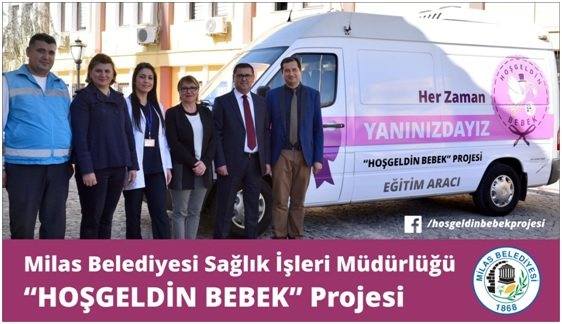 HOŞGELDİN
BEBEK
Her Zaman
YANINIZDAYIZ
“HOŞGELDİN BEBEK” PROJESİ
EĞİTİM ARACI
/hosgeldinbebekprojesi
Milas Belediyesi Sağlık İşleri Müdürlüğü
“HOŞGELDİN BEBEK” Projesi
MİLAS BELEDİYESİ
1868